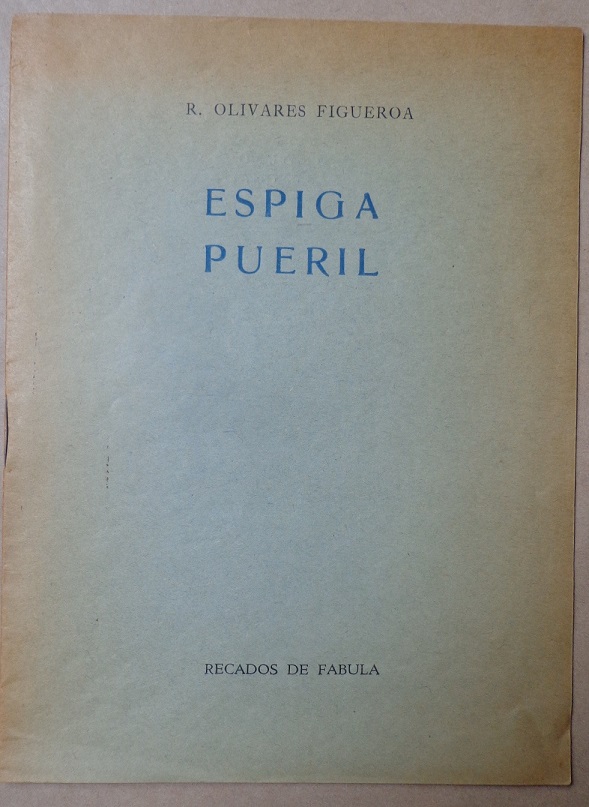 R. OLIVARES FIGUEROA
ESPIGA
PUERIL
RECADOS DE FABULA